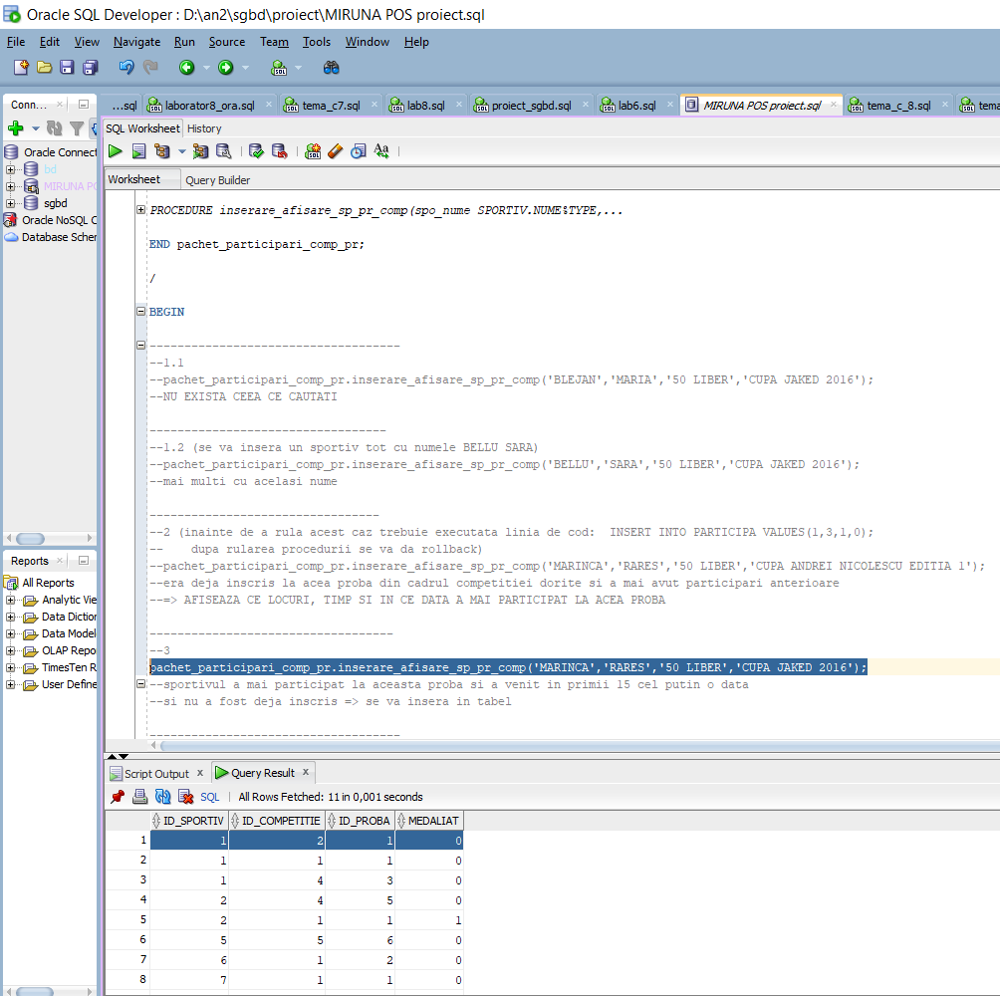 Oracle SQL Developer : D:\an2\sgbd\proiect\MIRUNA POS proiect.sql
File Edit View Navigate Run Source Team Tools Window Help
Conn... ...sql laborator8_ora.sql tema_c7.sql lab8.sql proiect_sgbd.sql lab6.sql MIRUNA POS proiect.sql tema_c_8.sql tema
SQL Worksheet History
Oracle Connect
bd
MIRUNA PO
sgbd
Oracle NoSQL C
Database Scher
Worksheet Query Builder
PROCEDURE inserare_afisare_sp_pr_comp(spo_nume SPORTIV.NUME%TYPE,...
END pachet_participari_comp_pr;
/
BEGIN
------------------------------------
--1.1
--pachet_participari_comp_pr.inserare_afisare_sp_pr_comp('BLEJAN','MARIA','50 LIBER','CUPA JAKED 2016');
--NU EXISTA CEEA CE CAUTATI
----------------------------------
--1.2 (se va insera un sportiv tot cu numele BELLU SARA)
--pachet_participari_comp_pr.inserare_afisare_sp_pr_comp('BELLU','SARA','50 LIBER','CUPA JAKED 2016');
--mai multi cu acelasi nume
---------------------------------
--2 (inainte de a rula acest caz trebuie executata linia de cod:  INSERT INTO PARTICIPA VALUES(1,3,1,0);
--    dupa rularea procedurii se va da rollback)
--pachet_participari_comp_pr.inserare_afisare_sp_pr_comp('MARINCA','RARES','50 LIBER','CUPA ANDREI NICOLESCU EDITIA 1');
--era deja inscris la acea proba din cadrul competitiei dorite si a mai avut participari anterioare
--=> AFISEAZA CE LOCURI, TIMP SI IN CE DATA A MAI PARTICIPAT LA ACEA PROBA
-----------------------------------
--3
pachet_participari_comp_pr.inserare_afisare_sp_pr_comp('MARINCA','RARES','50 LIBER','CUPA JAKED 2016');
--sportivul a mai participat la aceasta proba si a venit in primii 15 cel putin o data
--si nu a fost deja inscris => se va insera in tabel
------------------------------------
Reports
All Reports
Analytic Vie
Data Diction
Data Model
OLAP Repo
TimesTen R
User Define
Script Output x Query Result x
SQL | All Rows Fetched: 11 in 0,001 seconds
ID_SPORTIV ID_COMPETITIE ID_PROBA MEDALIAT
1 1 2 1 0
2 1 1 1 0
3 1 4 3 0
4 2 4 5 0
5 2 1 1 1
6 5 5 6 0
7 6 1 2 0
8 7 1 1 0